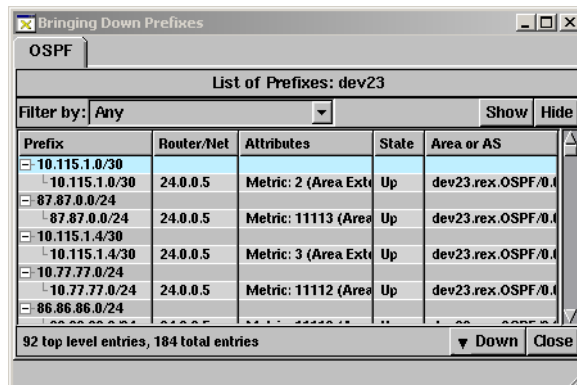 Bringing Down Prefixes
OSPF
List of Prefixes: dev23
Filter by: Any Show Hide
Prefix Router/Net Attributes State Area or AS
10.115.1.0/30
10.115.1.0/30 24.0.0.5 Metric: 2 (Area Exte Up dev23.rex.OSPF/0.0
87.87.0.0/24
87.87.0.0/24 24.0.0.5 Metric: 11113 (Area Up dev23.rex.OSPF/0.0
10.115.1.4/30
10.115.1.4/30 24.0.0.5 Metric: 3 (Area Exte Up dev23.rex.OSPF/0.0
10.77.77.0/24
10.77.77.0/24 24.0.0.5 Metric: 11112 (Area Up dev23.rex.OSPF/0.0
86.86.86.0/24
92 top level entries, 184 total entries Down Close